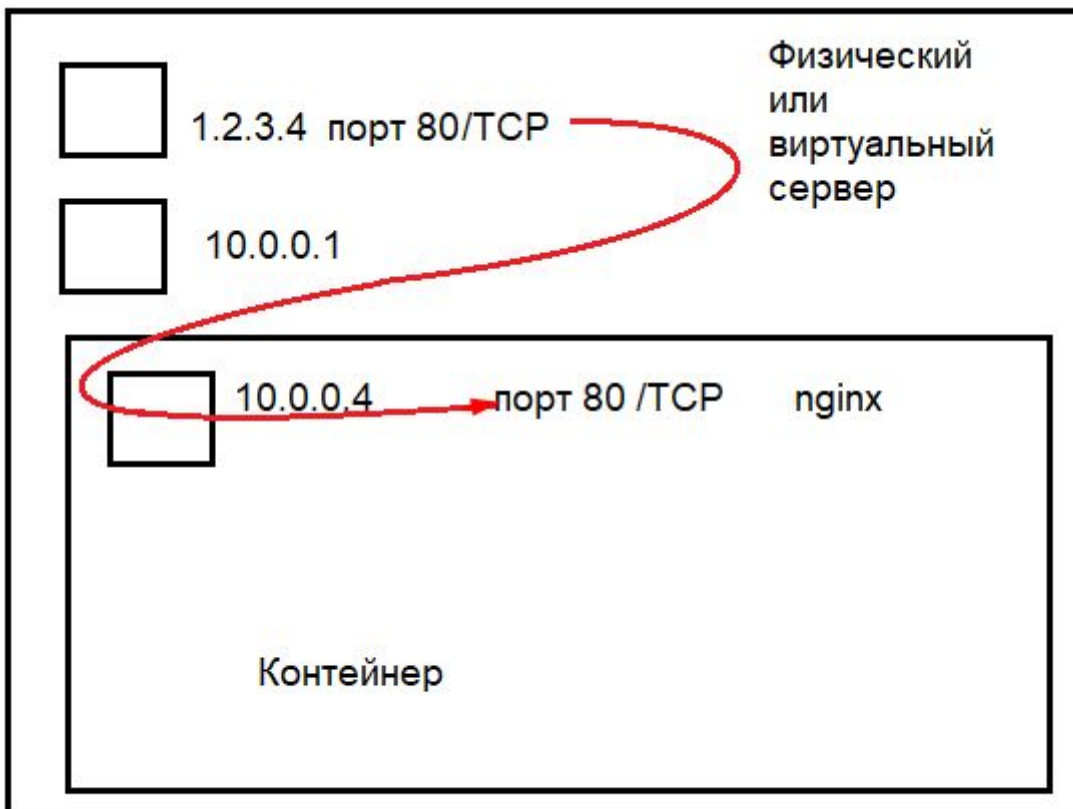 Физический
или
виртуальный
сервер
1.2.3.4 порт 80/TCP
10.0.0.1
10.0.0.4 порт 80 /TCP nginx
Контейнер